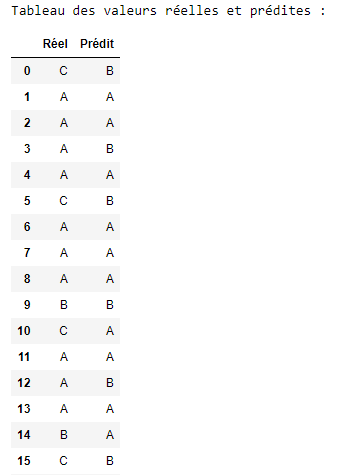 Tableau des valeurs réelles et prédites :
Réel Prédit
0 C B
1 A A
2 A A
3 A B
4 A A
5 C B
6 A A
7 A A
8 A A
9 B B
10 C A
11 A A
12 A B
13 A A
14 B A
15 C B